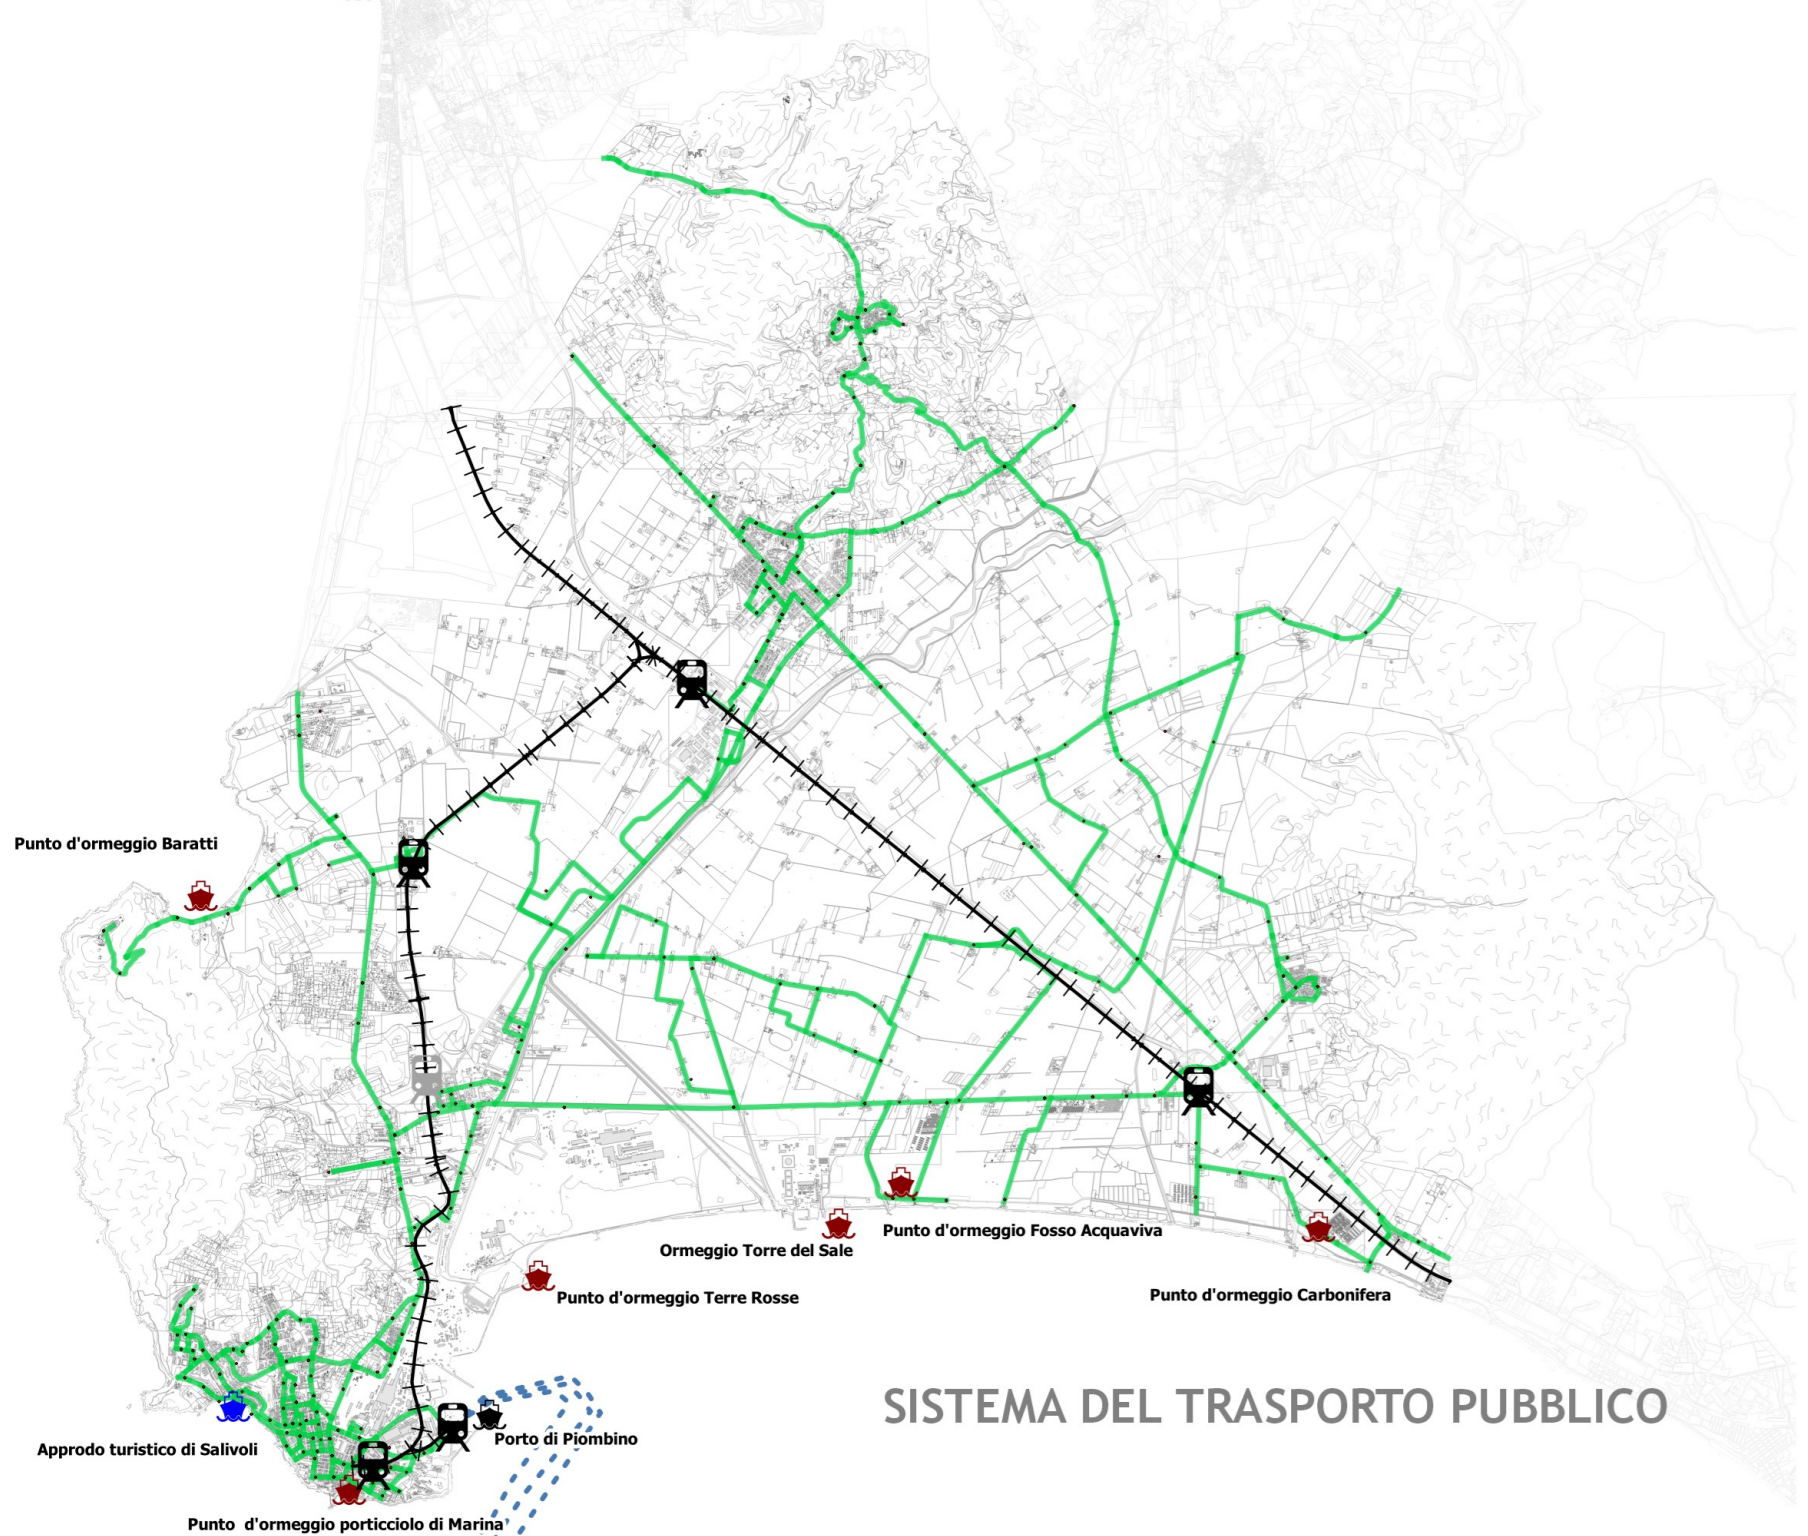 Punto d'ormeggio Baratti
Punto d'ormeggio Fosso Acquaviva
Ormeggio Torre del Sale
Punto d'ormeggio Terre Rosse
Punto d'ormeggio Carbonifera
SISTEMA DEL TRASPORTO PUBBLICO
Porto di Piombino
Approdo turistico di Salivoli
Punto d'ormeggio porticciolo di Marina